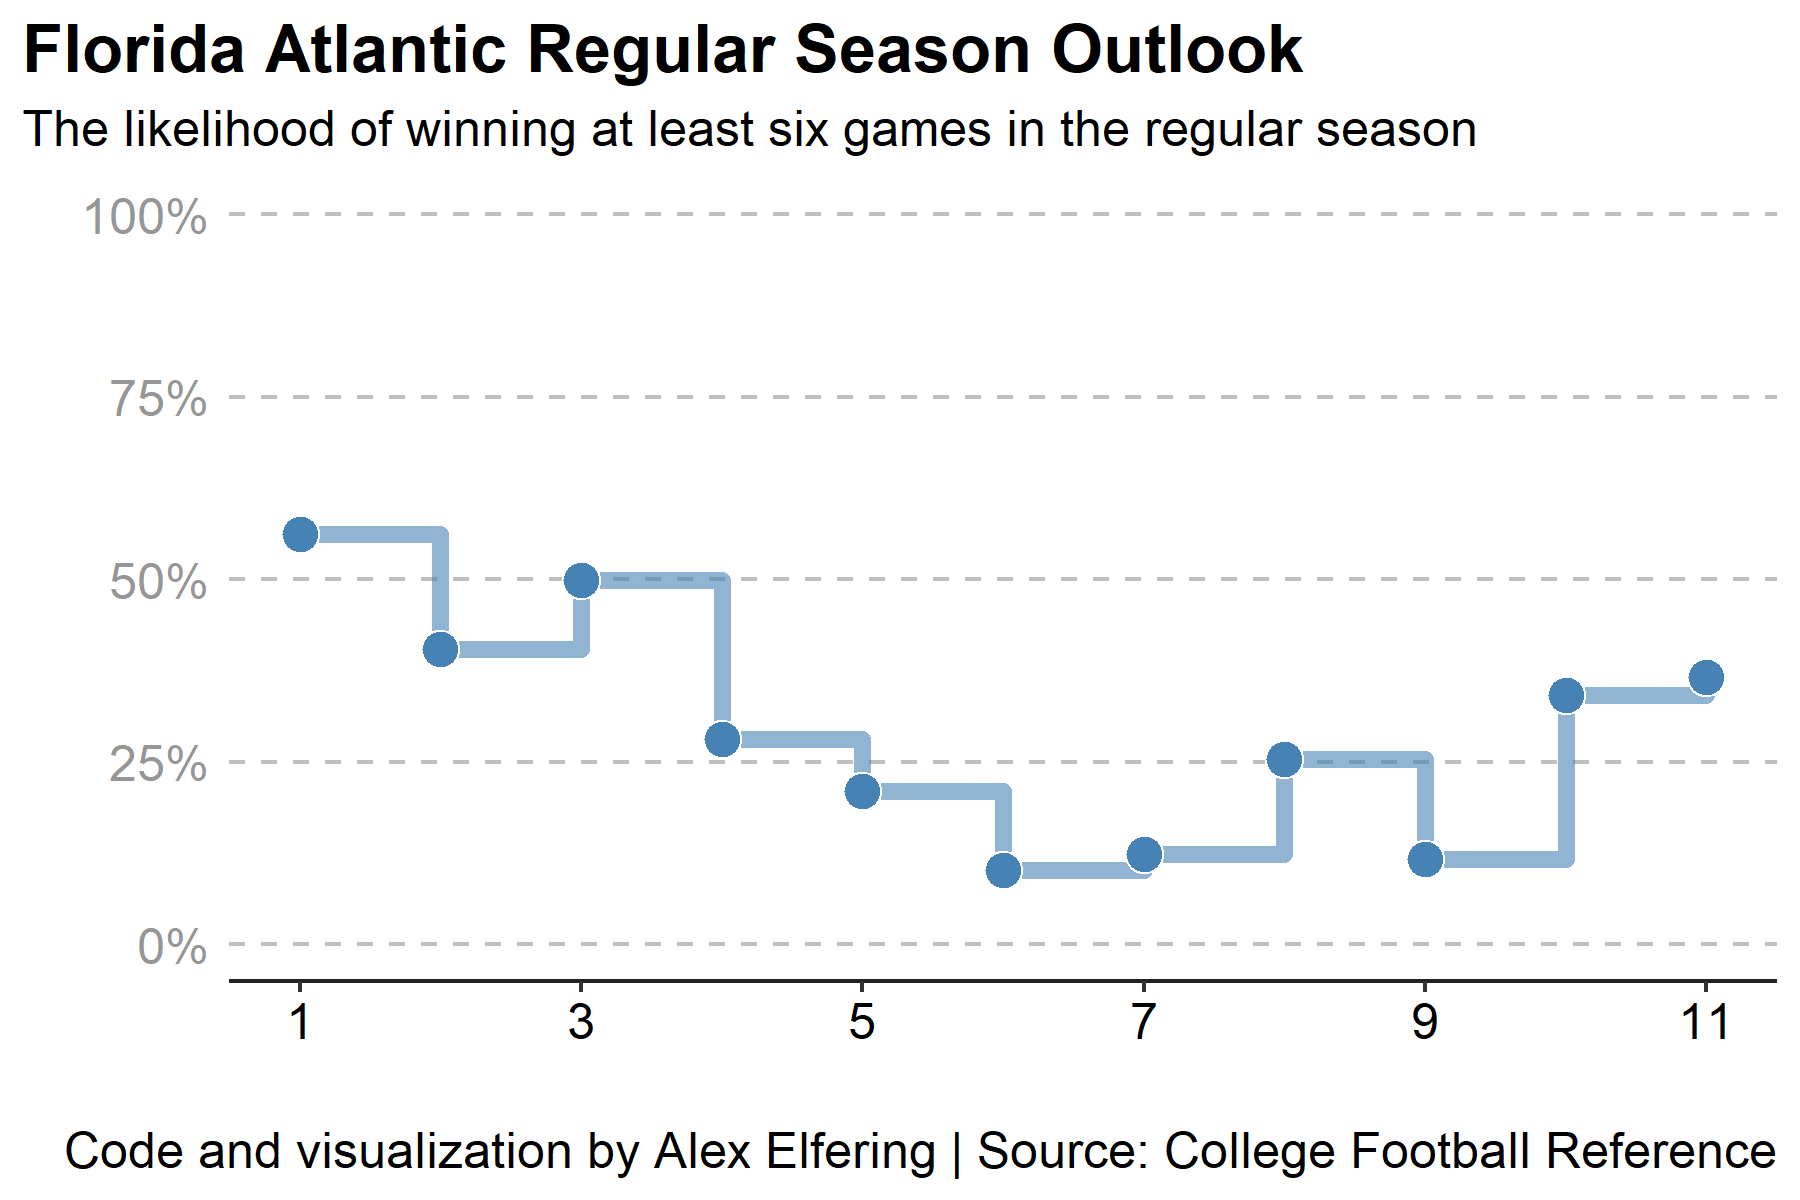 Florida Atlantic Regular Season Outlook
The likelihood of winning at least six games in the regular season
100%
75%
50%
25%
0%
1 3 5 7 9 11
Code and visualization by Alex Elfering | Source: College Football Reference